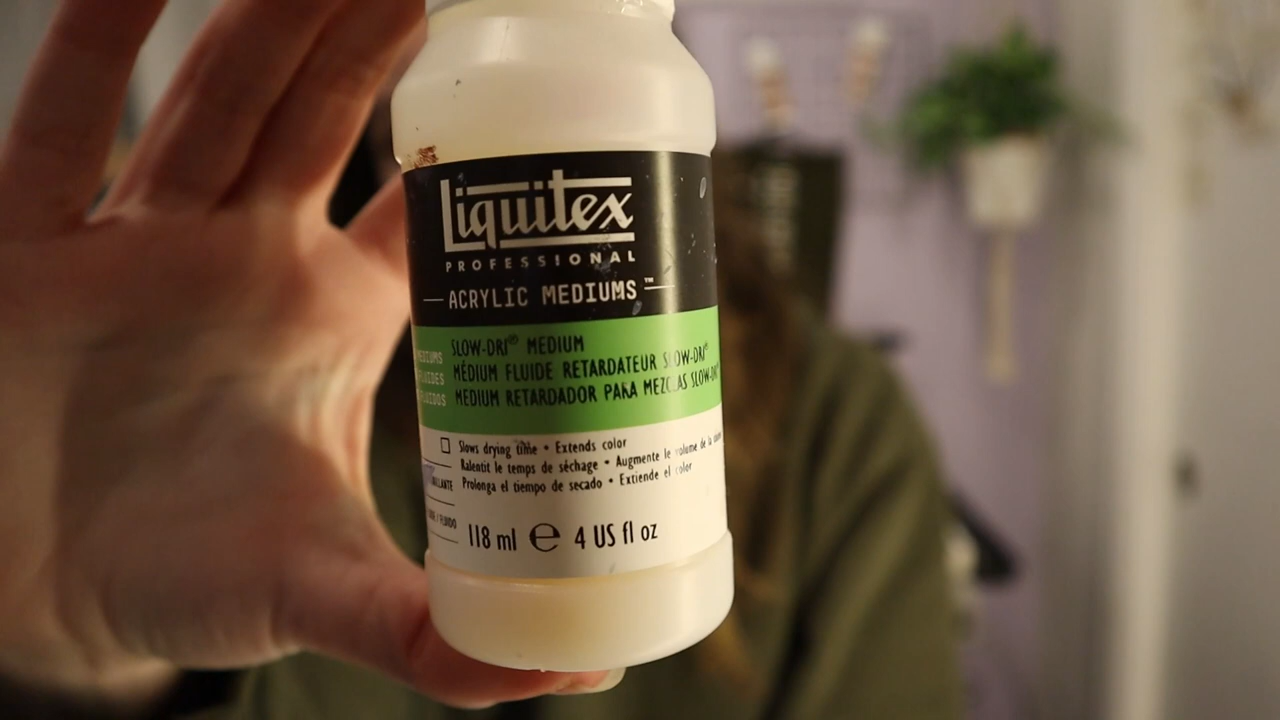 Liquitex
PROFESSIONAL
ACRYLIC MEDIUMS™
SLOW-DRI® MEDIUM
MÉDIUM FLUIDE RETARDATEUR SLOW-DRI®
MEDIUM RETARDADOR PARA MEZCLAS SLOW-DRI
Slows drying time • Extends color
Ralentit le temps de séchage • Augmente le volume de la
Prolonga el tiempo de secado • Extiende el color
118 ml ℮ 4 US fl oz